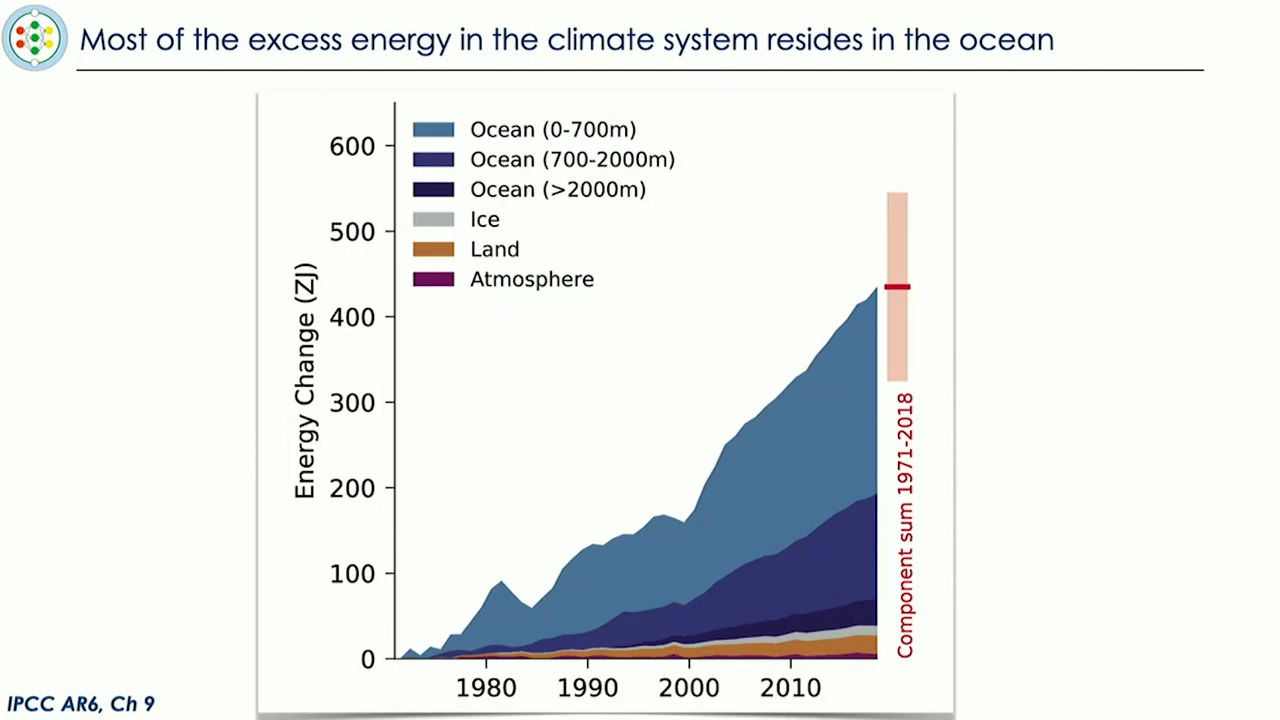 Most of the excess energy in the climate system resides in the ocean
Ocean (0-700m)
Ocean (700-2000m)
Ocean (>2000m)
Ice
Land
Atmosphere
Energy Change (ZJ)
600
500
400
300
200
100
0
1980
1990
2000
2010
Component sum 1971-2018
IPCC AR6, Ch 9